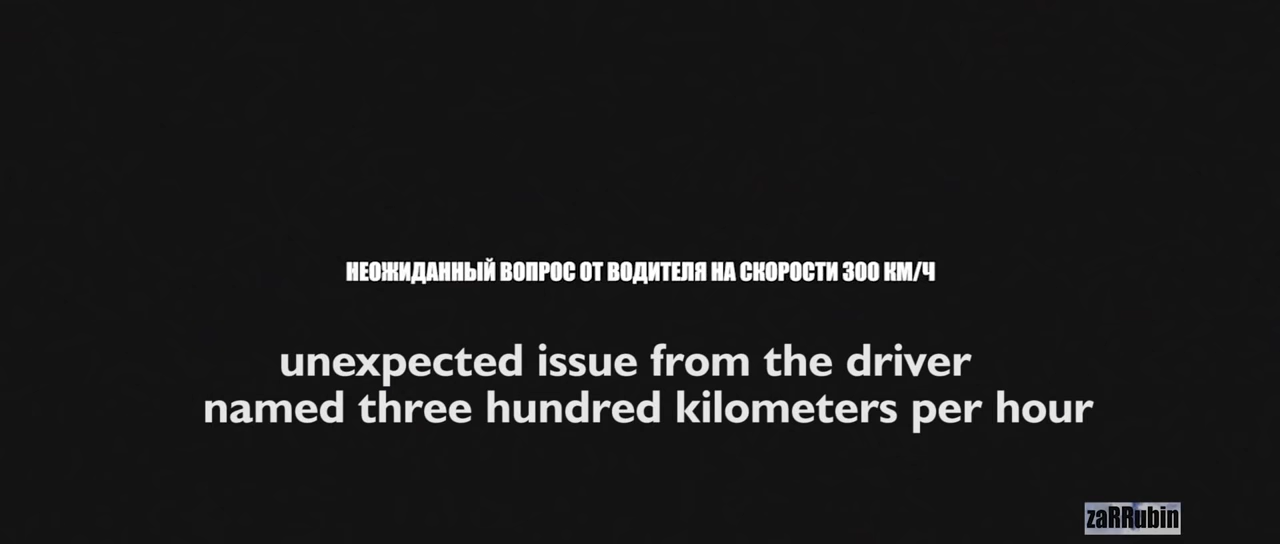 НЕОЖИДАННЫЙ ВОПРОС ОТ ВОДИТЕЛЯ НА СКОРОСТИ 300 КМ/Ч
unexpected issue from the driver
named three hundred kilometers per hour
zaRRubin